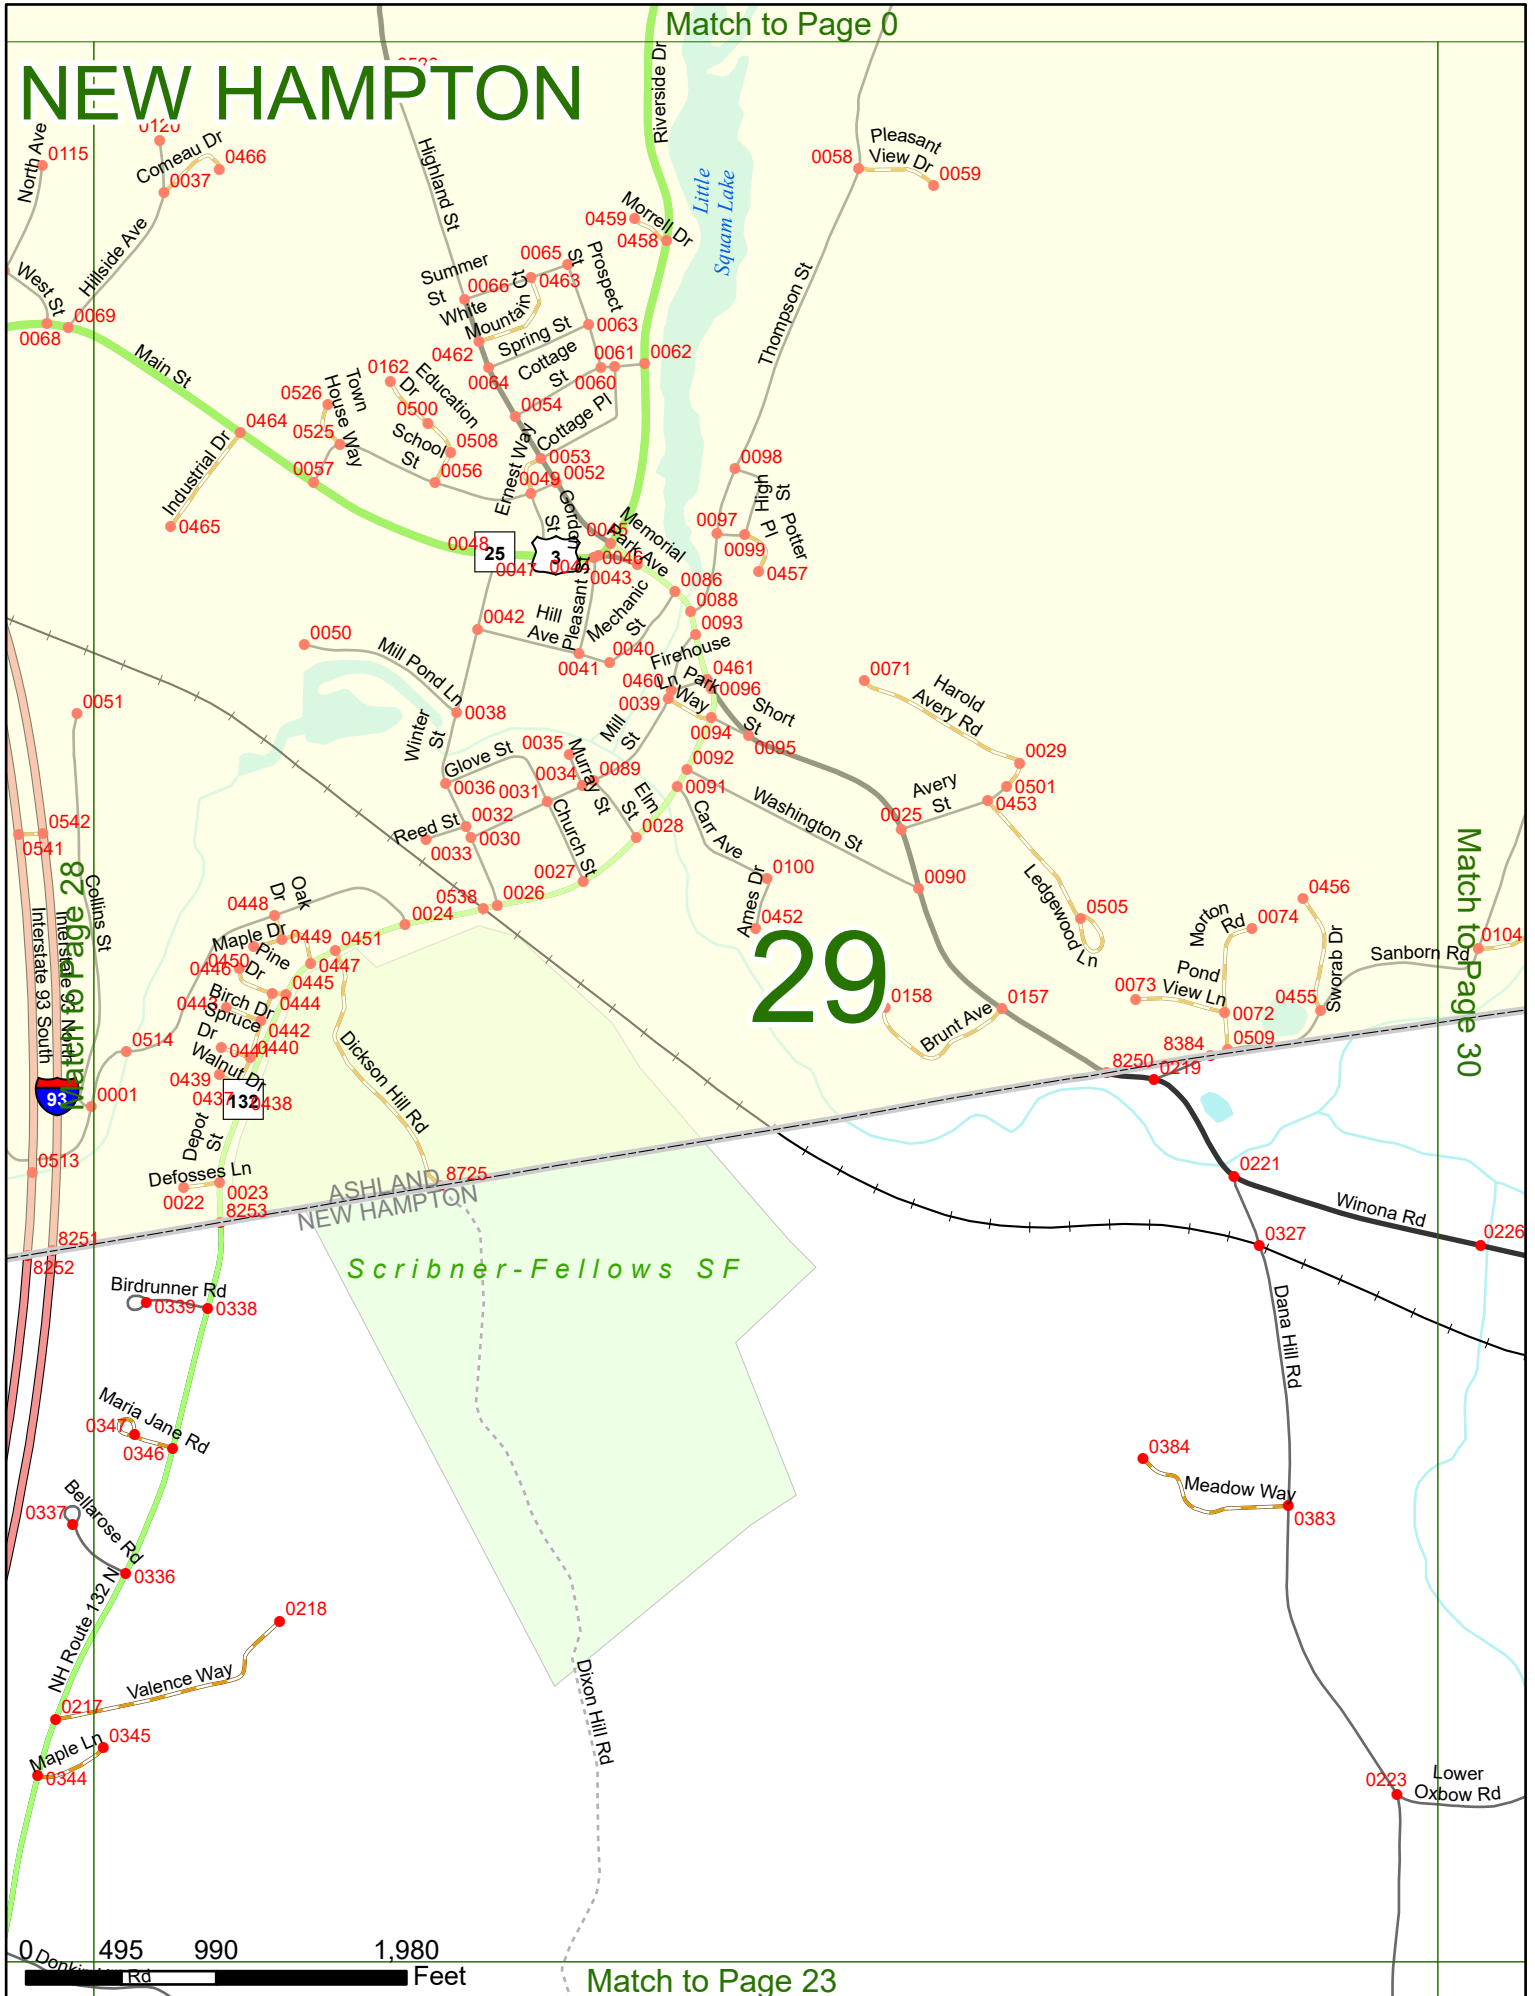 Match to Page 0
NEW HAMPTON
Riverside Dr
0120
Comeau Dr
0466
0115
North Ave
0037
Highland St
Pleasant
View Dr
0058
0059
Little
Squam Lake
0459
Morrell Dr
0458
Hillside Ave
West St
0069
0068
Summer
St
0065
St
Prospect
0066
0463
White
Mountain Ct
0063
Spring St
0462
0064
Cottage
St
0061
0062
0060
Thompson St
Main St
0162
Education
Dr
Town
House Way
0526
0500
0054
Cottage Pl
0464
0525
School
St
0508
Ernest Way
0053
0052
0056
0049
0057
Industrial Dr
0465
0098
High
St
Potter
Pl
0097
0099
0457
Gordon
St
0045
Memorial
Park Ave
0048
25
3
0047
0046
0043
Pleasant St
0086
0088
0093
Mechanic
St
0042
Hill
Ave
0041
0040
Firehouse
Ln
0461
0460
Park
Way
0096
0039
0050
Mill Pond Ln
0038
0051
Winter
St
0071
Harold
Avery Rd
Short
St
0094
0095
0029
0501
0453
Mill
St
0035
Murray St
0034
0089
Glove St
0036
0031
0092
0091
Elm
St
Carr Ave
Washington St
Avery
St
0025
0032
Reed St
0030
0033
Church St
0028
0027
0100
Ames Dr
0452
0090
0542
0541
Match to Page 28
Collins St
Interstate 93 South
Interstate 93 North
Oak
Dr
0448
0538
0026
0024
Maple Dr
0449
0451
0450
Pine
Dr
0446
0447
0445
0444
0443
Birch Dr
Spruce
Dr
0442
0441
0440
Walnut Dr
0439
0437
132
0438
0514
0001
93
0513
Depot
St
Dickson Hill Rd
Defosses Ln
0022
0023
8253
ASHLAND
NEW HAMPTON
8725
8251
8252
29
Ledgewood Ln
0505
Morton
Rd
0074
0456
Sworab Dr
0455
Match to Page 30
Sanborn Rd
0104
0073
Pond
View Ln
0072
0158
Brunt Ave
0157
8384
0509
8250
0219
0221
Winona Rd
0226
0327
Dana Hill Rd
Scribner-Fellows SF
Birdrunner Rd
0339
0338
Maria Jane Rd
0347
0346
Bellarose Rd
0337
0336
NH Route 132 N
0218
Valence Way
0217
Maple Ln
0345
0344
Dixon Hill Rd
0384
Meadow Way
0383
0223
Lower
Oxbow Rd
0 495 990 1,980
Feet
Rd
Match to Page 23